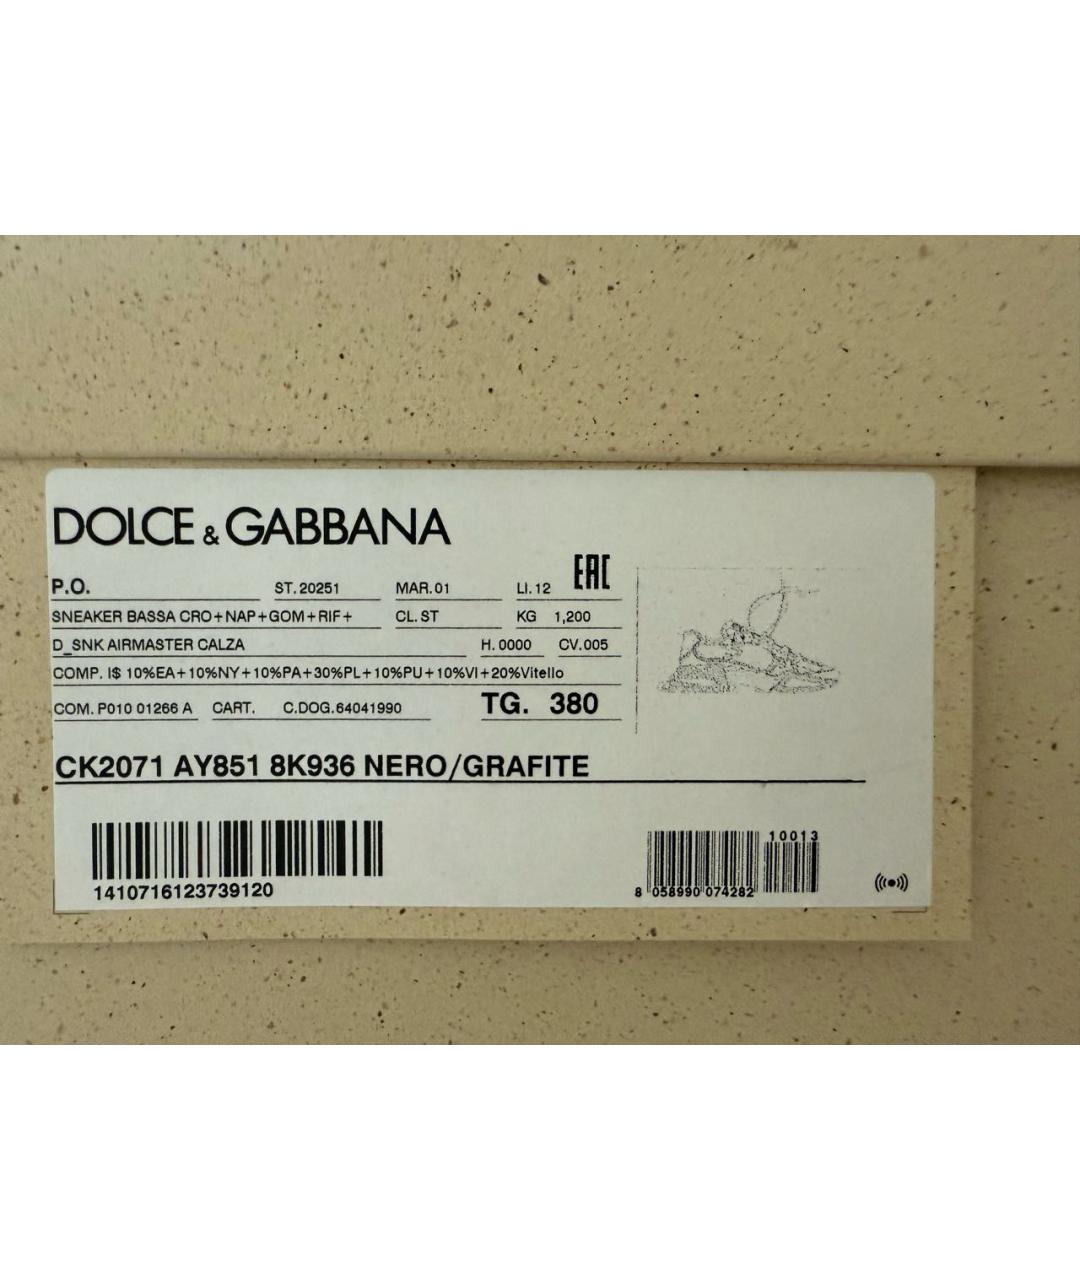 DOLCE & GABBANA
P.O. ST. 20251 MAR. 01 LI. 12 EAC
SNEAKER BASSA CRO+NAP+GOM+RIF+ CL. ST KG 1,200
D_SNK AIRMASTER CALZA H. 0000 CV. 005
COMP. I$ 10%EA+10%NY+10%PA+30%PL+10%PU+10%VI+20%Vitello
COM. P010 01266 A CART. C.DOG.64041990 TG. 380
CK2071 AY851 8K936 NERO/GRAFITE
10013
1410716123739120
8 058990 074282